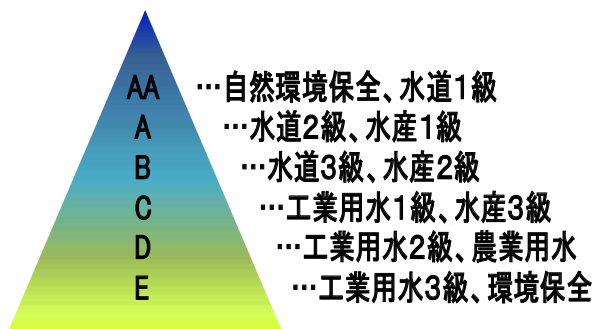 AA …自然環境保全、水道1級
A …水道2級、水産1級
B …水道3級、水産2級
C …工業用水1級、水産3級
D …工業用水2級、農業用水
E …工業用水3級、環境保全